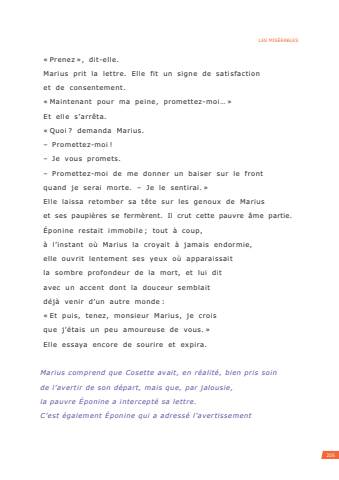 LES MISÉRABLES
« Prenez », dit-elle.
Marius prit la lettre. Elle fit un signe de satisfaction
et de consentement.
« Maintenant pour ma peine, promettez-moi… »
Et elle s’arrêta.
« Quoi ? demanda Marius.
– Promettez-moi !
– Je vous promets.
– Promettez-moi de me donner un baiser sur le front
quand je serai morte. – Je le sentirai. »
Elle laissa retomber sa tête sur les genoux de Marius
et ses paupières se fermèrent. Il crut cette pauvre âme partie.
Éponine restait immobile ; tout à coup,
à l’instant où Marius la croyait à jamais endormie,
elle ouvrit lentement ses yeux où apparaissait
la sombre profondeur de la mort, et lui dit
avec un accent dont la douceur semblait
déjà venir d’un autre monde :
« Et puis, tenez, monsieur Marius, je crois
que j’étais un peu amoureuse de vous. »
Elle essaya encore de sourire et expira.
Marius comprend que Cosette avait, en réalité, bien pris soin
de l’avertir de son départ, mais que, par jalousie,
la pauvre Éponine a intercepté sa lettre.
C’est également Éponine qui a adressé l’avertissement
225